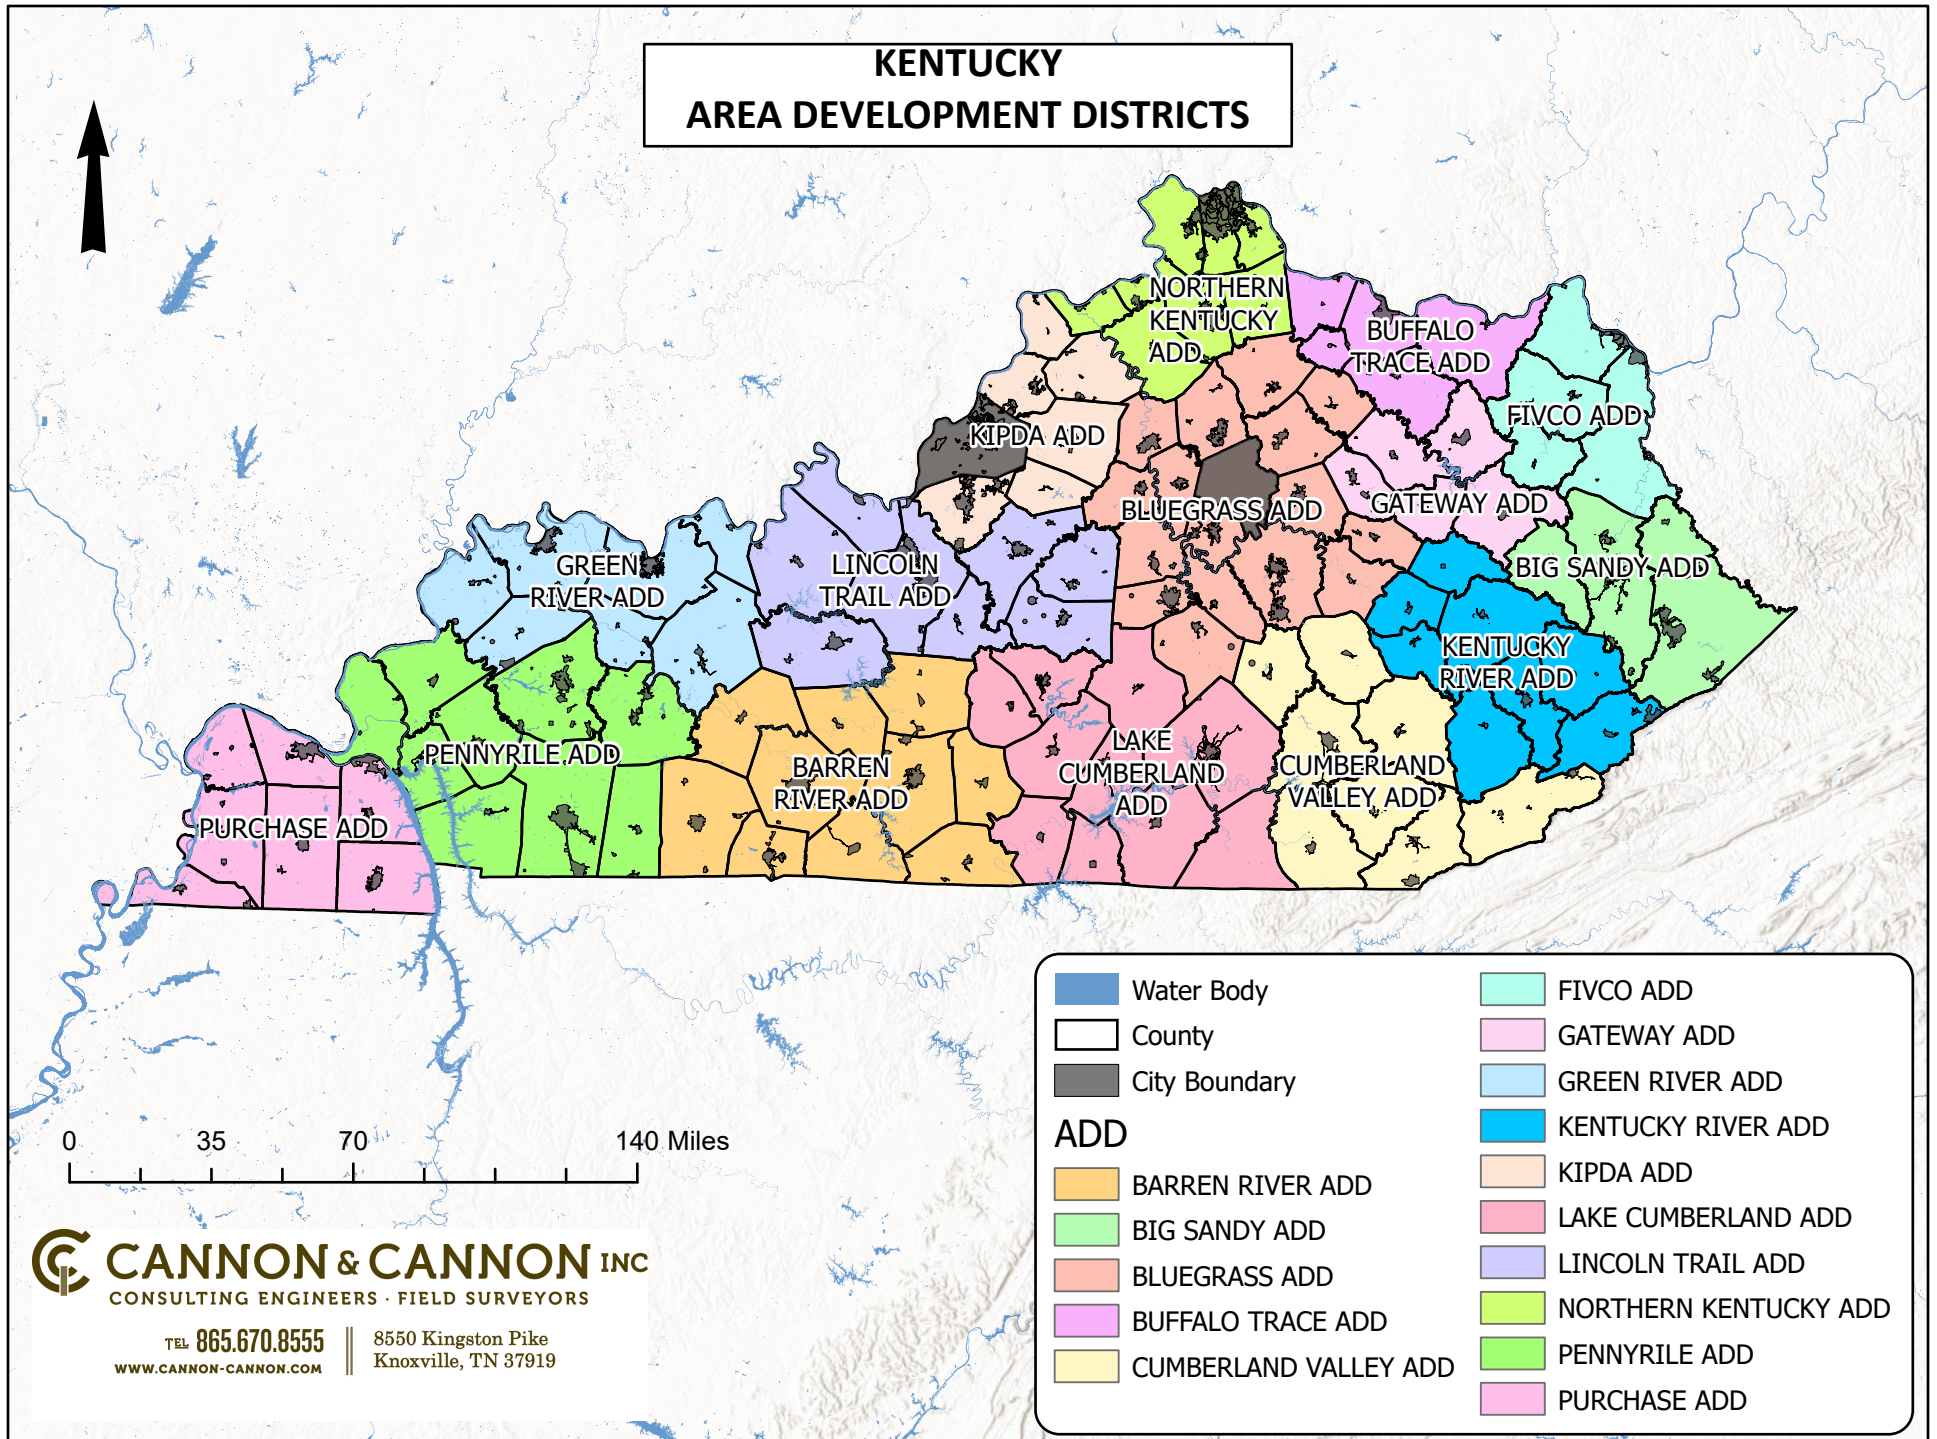 KENTUCKY
AREA DEVELOPMENT DISTRICTS
NORTHERN
KENTUCKY
ADD
BUFFALO
TRACE ADD
FIVCO ADD
KIPDA ADD
GATEWAY ADD
BLUEGRASS ADD
BIG SANDY ADD
GREEN
RIVER ADD
LINCOLN
TRAIL ADD
KENTUCKY
RIVER ADD
PENNYRILE ADD
BARREN
RIVER ADD
LAKE
CUMBERLAND
ADD
CUMBERLAND
VALLEY ADD
PURCHASE ADD
Water Body
County
City Boundary
ADD
BARREN RIVER ADD
BIG SANDY ADD
BLUEGRASS ADD
BUFFALO TRACE ADD
CUMBERLAND VALLEY ADD
FIVCO ADD
GATEWAY ADD
GREEN RIVER ADD
KENTUCKY RIVER ADD
KIPDA ADD
LAKE CUMBERLAND ADD
LINCOLN TRAIL ADD
NORTHERN KENTUCKY ADD
PENNYRILE ADD
PURCHASE ADD
0 35 70 140 Miles
CANNON & CANNON INC
CONSULTING ENGINEERS · FIELD SURVEYORS
TEL 865.670.8555
WWW.CANNON-CANNON.COM
8550 Kingston Pike
Knoxville, TN 37919